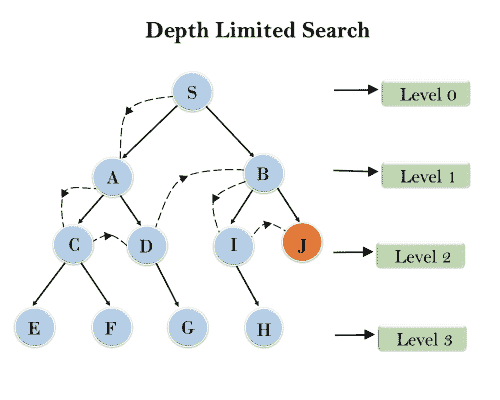 Depth Limited Search
S
Level 0
A
B
Level 1
C
D
I
J
Level 2
E
F
G
H
Level 3